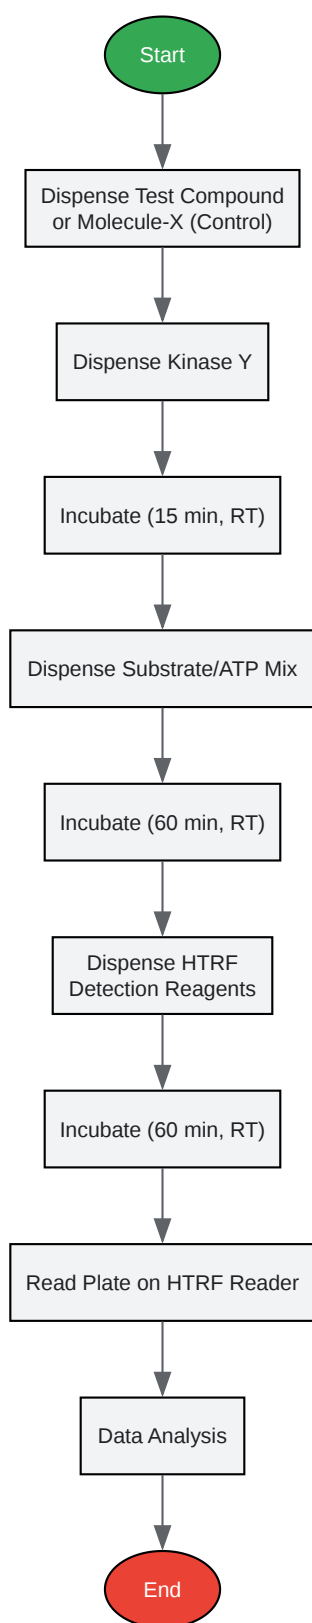 Start
Dispense Test Compound
or Molecule-X (Control)
Dispense Kinase Y
Incubate (15 min, RT)
Dispense Substrate/ATP Mix
Incubate (60 min, RT)
Dispense HTRF
Detection Reagents
Incubate (60 min, RT)
Read Plate on HTRF Reader
Data Analysis
End